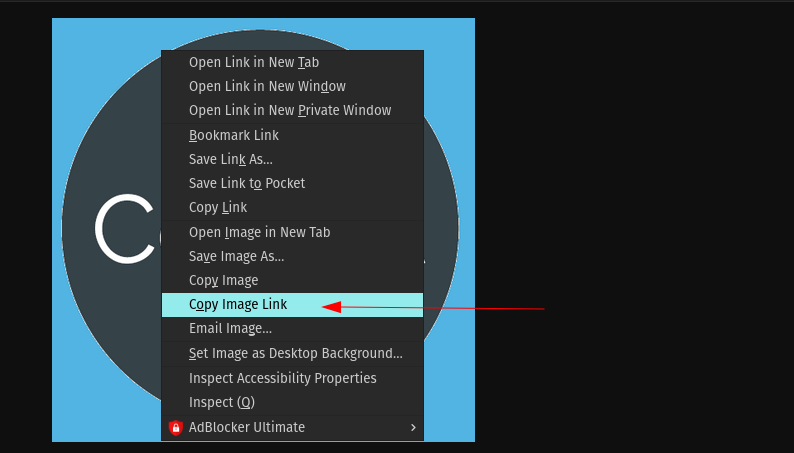 Open Link in New Tab
Open Link in New Window
Open Link in New Private Window
Bookmark Link
Save Link As...
Save Link to Pocket
Copy Link
Open Image in New Tab
Save Image As...
Copy Image
Copy Image Link
Email Image...
Set Image as Desktop Background...
Inspect Accessibility Properties
Inspect (Q)
AdBlocker Ultimate